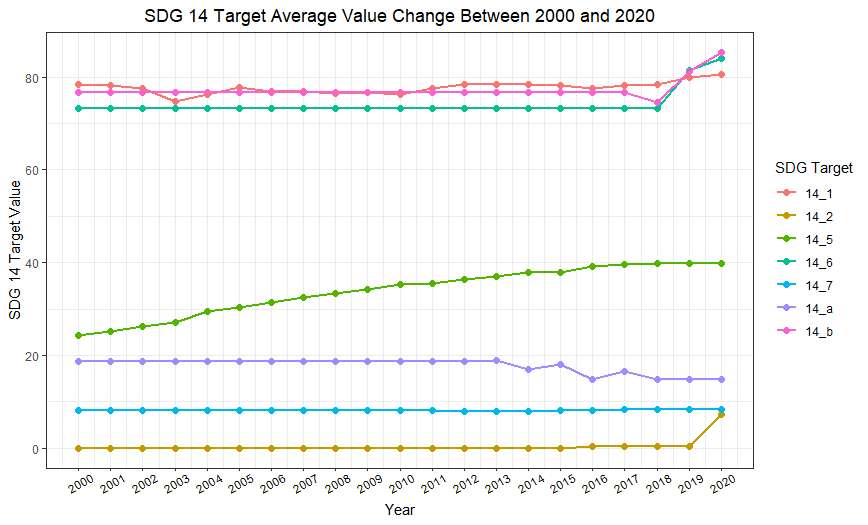 SDG 14 Target Average Value Change Between 2000 and 2020
SDG 14 Target Value
80
60
40
20
0
2000 2001 2002 2003 2004 2005 2006 2007 2008 2009 2010 2011 2012 2013 2014 2015 2016 2017 2018 2019 2020
Year
SDG Target
14_1
14_2
14_5
14_6
14_7
14_a
14_b